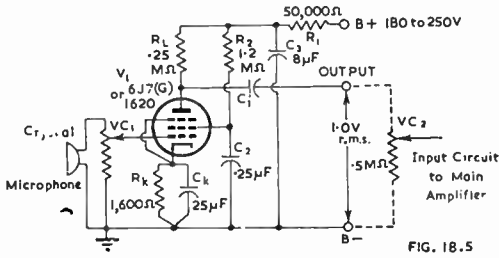 50,000Ω
R1
B+ 180 to 250V
RL
.25
MΩ
R2
1·2
MΩ
C3
8μF
V1
6J7(G)
or 1620
C1
OUTPUT
VC1
Microphone
C2
·25μF
1·0V
r.m.s.
VC2
·5MΩ
Input Circuit
to Main
Amplifier
Rk
1,600Ω
Ck
25μF
B−
FIG. 18.5